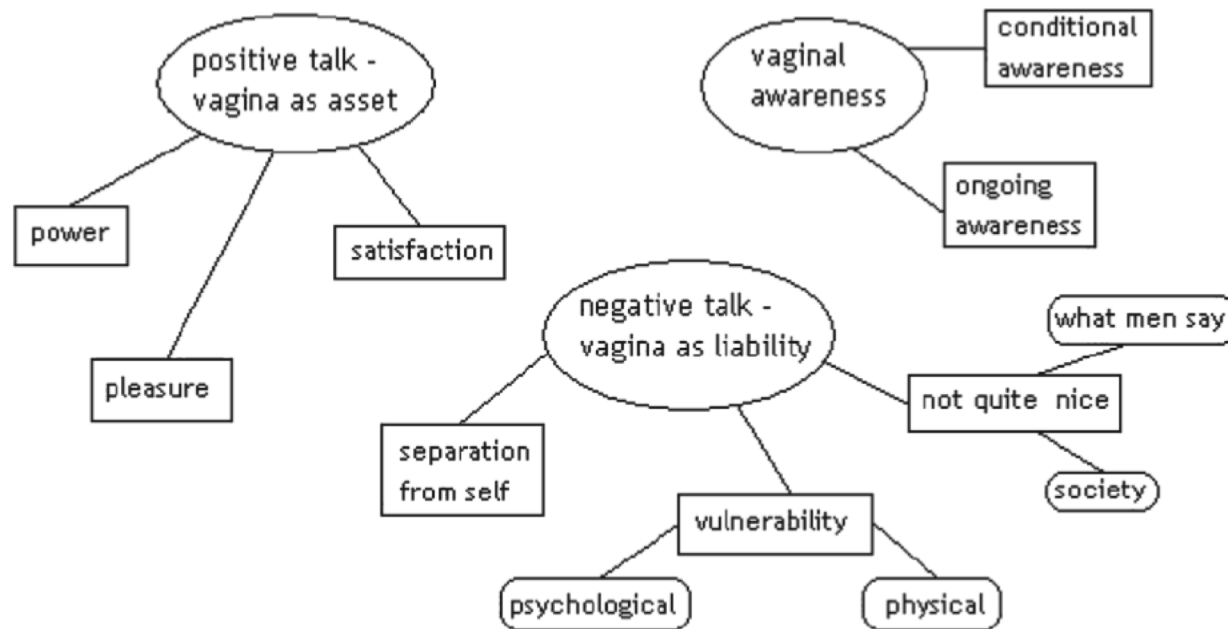 positive talk -
vagina as asset
power
satisfaction
pleasure
vaginal
awareness
conditional
awareness
ongoing
awareness
negative talk -
vagina as liability
separation
from self
vulnerability
psychological
physical
not quite nice
what men say
society